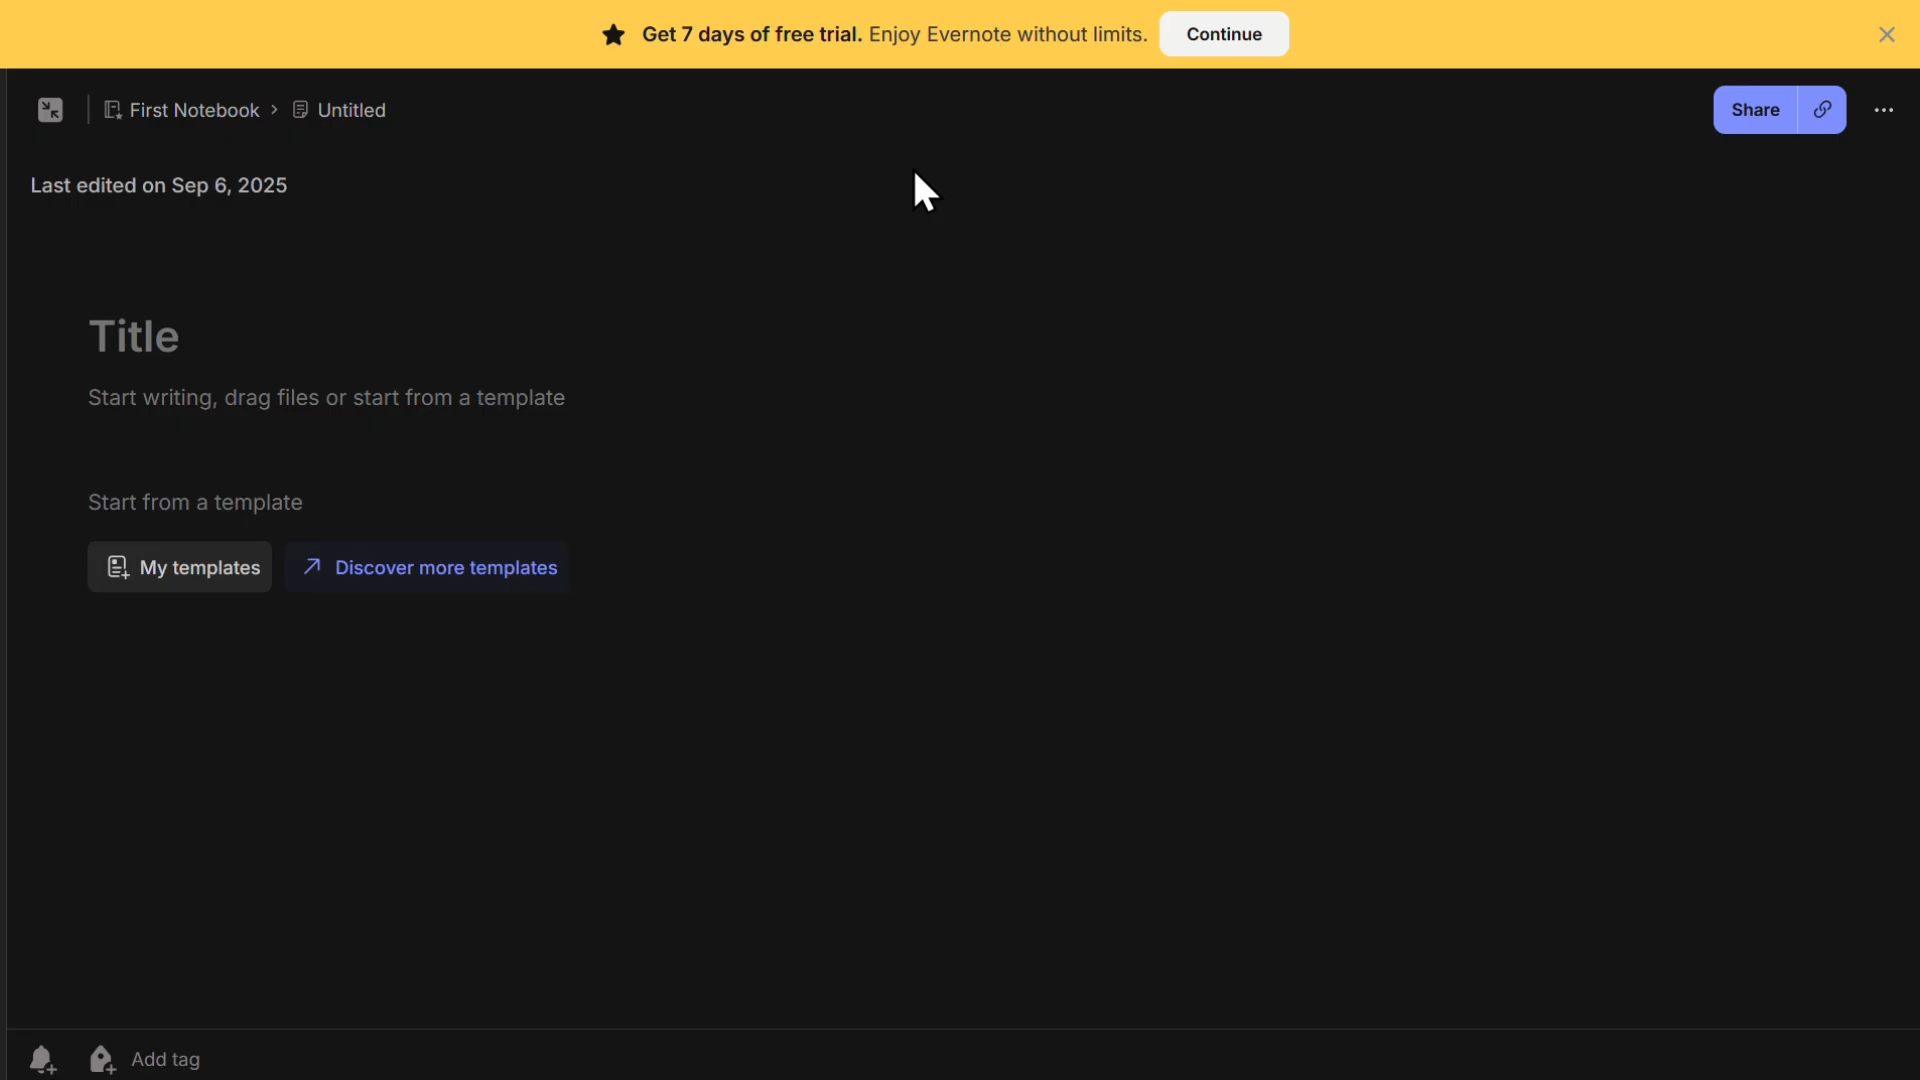 Get 7 days of free trial. Enjoy Evernote without limits. Continue
First Notebook > Untitled
Share
Last edited on Sep 6, 2025
Title
Start writing, drag files or start from a template
Start from a template
My templates
Discover more templates
Add tag